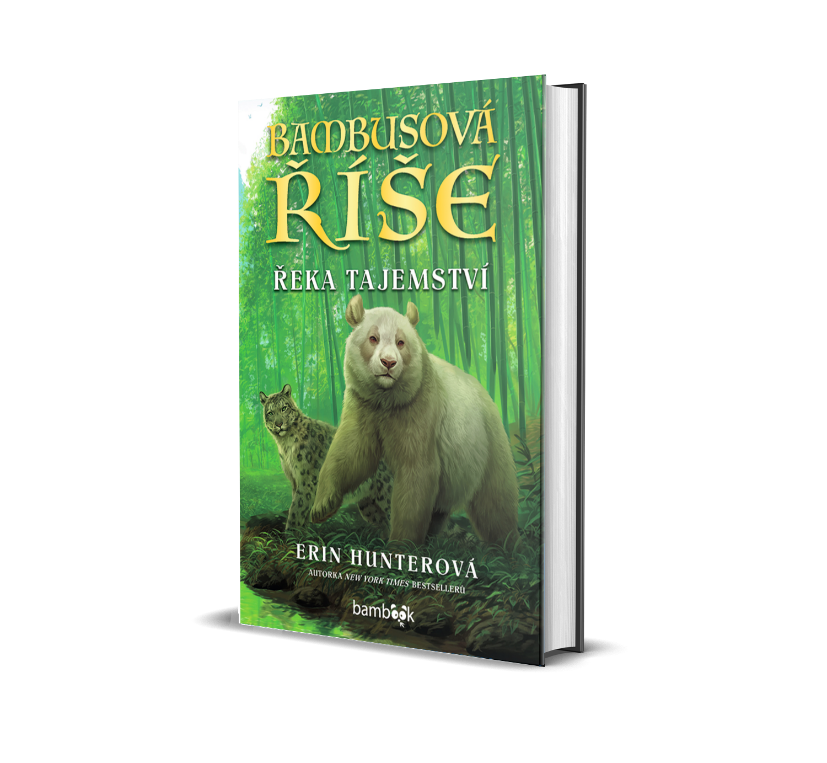 BAMBUSOVÁ
ŘÍŠE
ŘEKA TAJEMSTVÍ
ERIN HUNTEROVÁ
AUTORKA NEW YORK TIMES BESTSELLERŮ
bambook